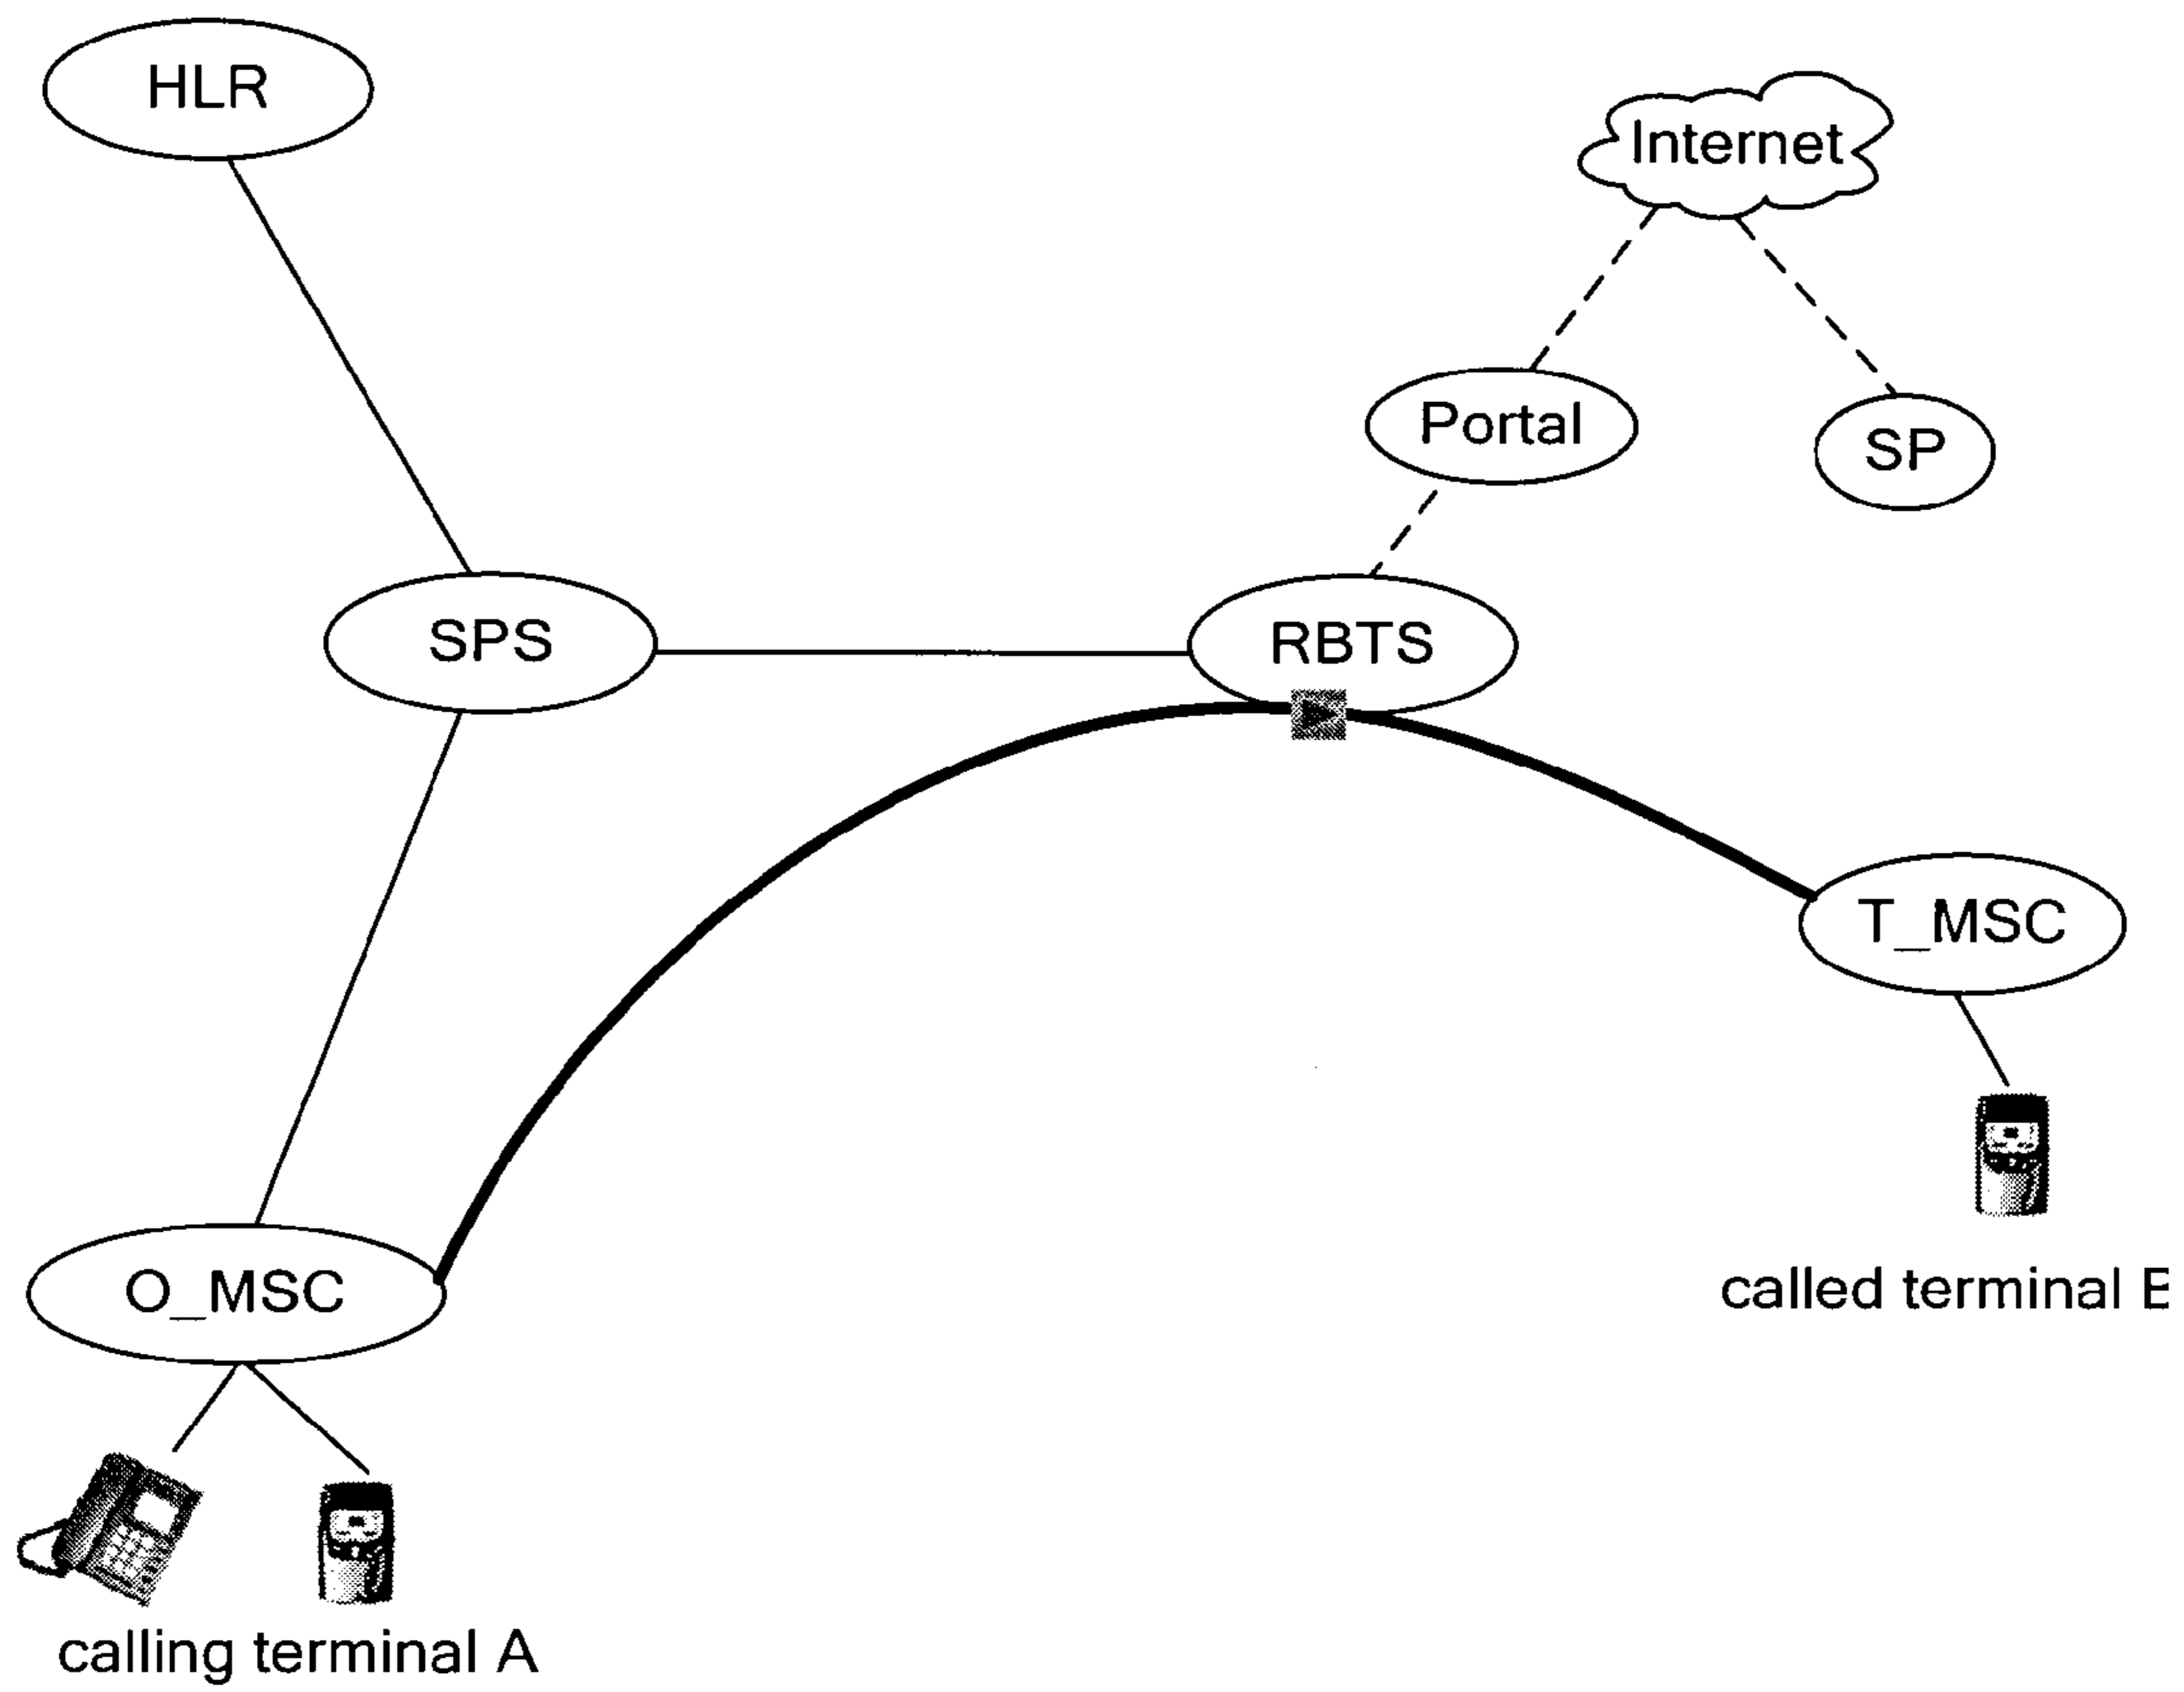 HLR
Internet
Portal
SP
SPS
RBTS
T_MSC
called terminal
O_MSC
calling terminal A